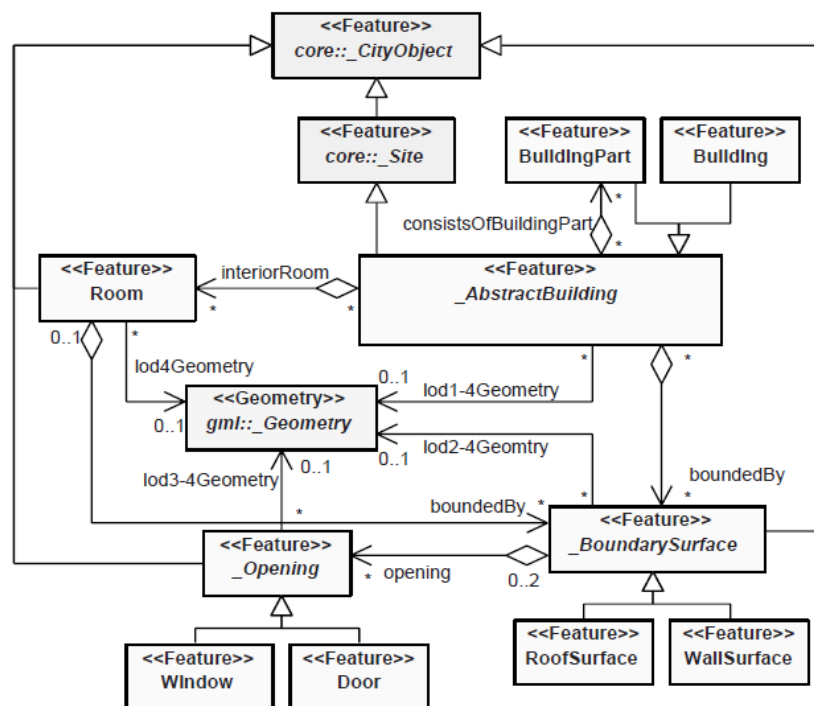 <<Feature>>
core::_CityObject
<<Feature>>
core::_Site
<<Feature>>
BuildingPart
<<Feature>>
Building
*
consistsOfBuildingPart
*
<<Feature>>
Room
interiorRoom
*
*
<<Feature>>
_AbstractBuilding
0..1
*
*
*
lod4Geometry
0..1
lod1-4Geometry
<<Geometry>>
gml::_Geometry
0..1
0..1
lod2-4Geomtry
0..1
lod3-4Geometry
boundedBy
boundedBy
*
*
*
*
<<Feature>>
_Opening
<<Feature>>
_BoundarySurface
*
opening
0..2
<<Feature>>
Window
<<Feature>>
Door
<<Feature>>
RoofSurface
<<Feature>>
WallSurface